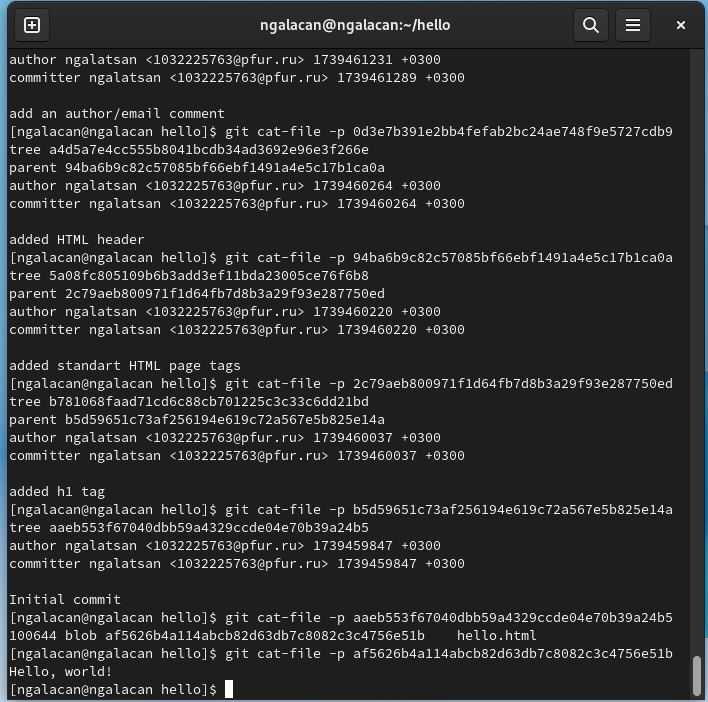 ngalacan@ngalacan:~/hello
author ngalatsan <1032225763@pfur.ru> 1739461231 +0300
committer ngalatsan <1032225763@pfur.ru> 1739461289 +0300
add an author/email comment
[ngalacan@ngalacan hello]$ git cat-file -p 0d3e7b391e2bb4fefab2bc24ae748f9e5727cdb9
tree a4d5a7e4cc555b8041bcdb34ad3692e96e3f266e
parent 94ba6b9c82c57085bf66ebf1491a4e5c17b1ca0a
author ngalatsan <1032225763@pfur.ru> 1739460264 +0300
committer ngalatsan <1032225763@pfur.ru> 1739460264 +0300
added HTML header
[ngalacan@ngalacan hello]$ git cat-file -p 94ba6b9c82c57085bf66ebf1491a4e5c17b1ca0a
tree 5a08fc805109b6b3add3ef11bda23005ce76f6b8
parent 2c79aeb800971f1d64fb7d8b3a29f93e287750ed
author ngalatsan <1032225763@pfur.ru> 1739460220 +0300
committer ngalatsan <1032225763@pfur.ru> 1739460220 +0300
added standart HTML page tags
[ngalacan@ngalacan hello]$ git cat-file -p 2c79aeb800971f1d64fb7d8b3a29f93e287750ed
tree b781068faad71cd6c88cb701225c3c33c6dd21bd
parent b5d59651c73af256194e619c72a567e5b825e14a
author ngalatsan <1032225763@pfur.ru> 1739460037 +0300
committer ngalatsan <1032225763@pfur.ru> 1739460037 +0300
added h1 tag
[ngalacan@ngalacan hello]$ git cat-file -p b5d59651c73af256194e619c72a567e5b825e14a
tree aaeb553f67040dbb59a4329ccde04e70b39a24b5
author ngalatsan <1032225763@pfur.ru> 1739459847 +0300
committer ngalatsan <1032225763@pfur.ru> 1739459847 +0300
Initial commit
[ngalacan@ngalacan hello]$ git cat-file -p aaeb553f67040dbb59a4329ccde04e70b39a24b5
100644 blob af5626b4a114abcb82d63db7c8082c3c4756e51b    hello.html
[ngalacan@ngalacan hello]$ git cat-file -p af5626b4a114abcb82d63db7c8082c3c4756e51b
Hello, world!
[ngalacan@ngalacan hello]$